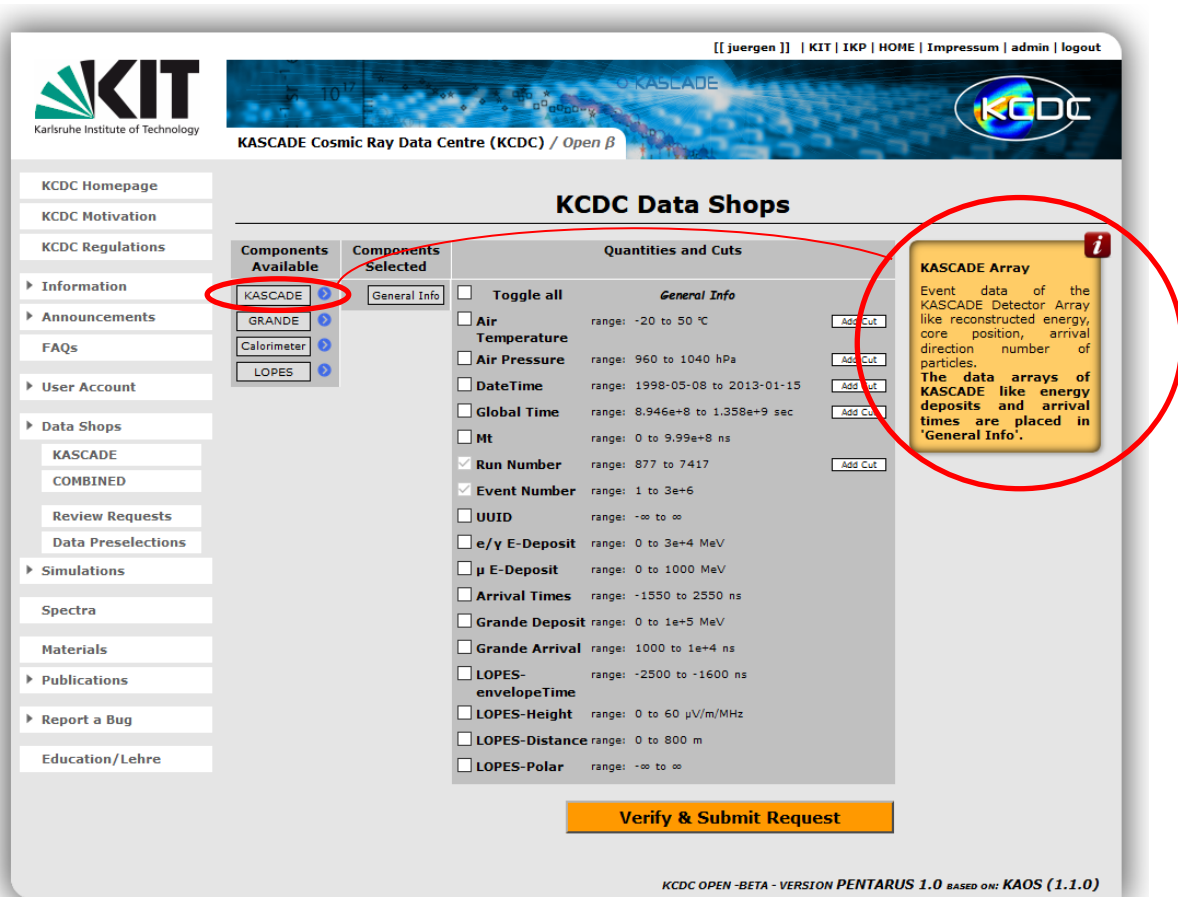 [[ juergen ]] | KIT | IKP | HOME | Impressum | admin | logout
KIT
Karlsruhe Institute of Technology
10¹⁷
KASCADE
KCDC
KASCADE Cosmic Ray Data Centre (KCDC) / Open β
KCDC Homepage
KCDC Motivation
KCDC Regulations
Information
Announcements
FAQs
User Account
Data Shops
KASCADE
COMBINED
Review Requests
Data Preselections
Simulations
Spectra
Materials
Publications
Report a Bug
Education/Lehre
KCDC Data Shops
Components Available
KASCADE
GRANDE
Calorimeter
LOPES
Components Selected
General Info
Quantities and Cuts
Toggle all General Info
Air Temperature range: -20 to 50 ℃ Add Cut
Air Pressure range: 960 to 1040 hPa Add Cut
DateTime range: 1998-05-08 to 2013-01-15 Add Cut
Global Time range: 8.946e+8 to 1.358e+9 sec Add Cut
Mt range: 0 to 9.99e+8 ns
Run Number range: 877 to 7417 Add Cut
Event Number range: 1 to 3e+6
UUID range: -∞ to ∞
e/γ E-Deposit range: 0 to 3e+4 MeV
μ E-Deposit range: 0 to 1000 MeV
Arrival Times range: -1550 to 2550 ns
Grande Deposit range: 0 to 1e+5 MeV
Grande Arrival range: 1000 to 1e+4 ns
LOPES-envelopeTime range: -2500 to -1600 ns
LOPES-Height range: 0 to 60 μV/m/MHz
LOPES-Distance range: 0 to 800 m
LOPES-Polar range: -∞ to ∞
Verify & Submit Request
i
KASCADE Array
Event data of the
KASCADE Detector Array
like reconstructed energy,
core position, arrival
direction number of
particles.
The data arrays of
KASCADE like energy
deposits and arrival
times are placed in
'General Info'.
KCDC OPEN -BETA - VERSION PENTARUS 1.0 BASED ON: KAOS (1.1.0)